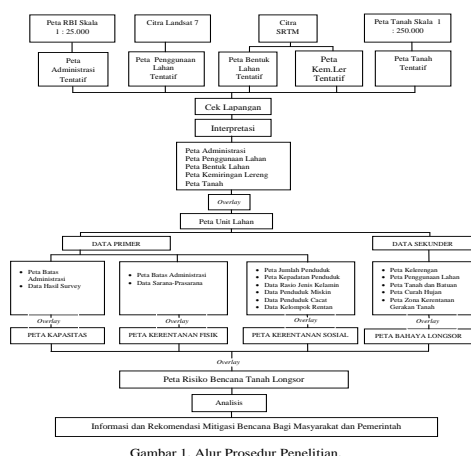 Peta RBI Skala
1 : 25.000
Citra Landsat 7
Citra
SRTM
Peta Tanah Skala 1
: 250.000
Peta
Administrasi
Tentatif
Peta Penggunaan
Lahan
Tentatif
Peta Bentuk
Lahan
Tentatif
Peta
Kem.Ler
Tentatif
Peta Tanah
Tentatif
Cek Lapangan
Interpretasi
Peta Administrasi
Peta Penggunaan Lahan
Peta Bentuk Lahan
Peta Kemiringan Lereng
Peta Tanah
Overlay
Peta Unit Lahan
DATA PRIMER
DATA SEKUNDER
• Peta Batas
Administrasi
• Data Hasil Survey
• Peta Batas Administrasi
• Data Sarana-Prasarana
• Peta Jumlah Penduduk
• Peta Kepadatan Penduduk
• Data Rasio Jenis Kelamin
• Data Penduduk Miskin
• Data Penduduk Cacat
• Data Kelompok Rentan
• Peta Kelerengan
• Peta Penggunaan Lahan
• Peta Tanah dan Batuan
• Peta Curah Hujan
• Peta Zona Kerentanan
Gerakan Tanah
Overlay
Overlay
Overlay
Overlay
PETA KAPASITAS
PETA KERENTANAN FISIK
PETA KERENTANAN SOSIAL
PETA BAHAYA LONGSOR
Overlay
Peta Risiko Bencana Tanah Longsor
Analisis
Informasi dan Rekomendasi Mitigasi Bencana Bagi Masyarakat dan Pemerintah
Gambar 1. Alur Prosedur Penelitian.